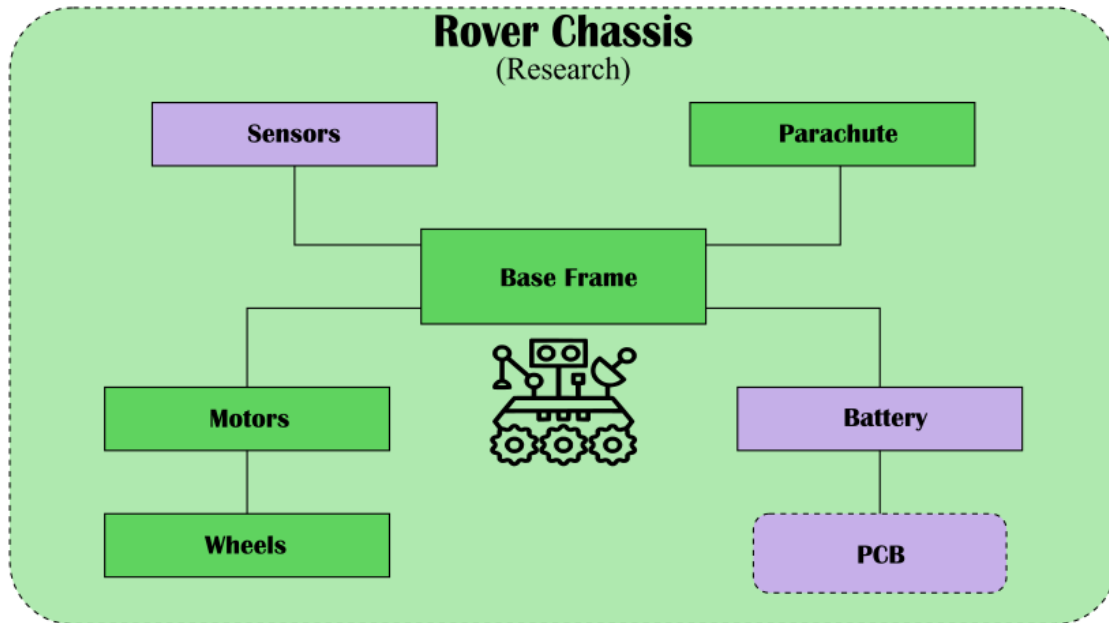 Rover Chassis
(Research)
Sensors
Parachute
Base Frame
Motors
Battery
Wheels
PCB